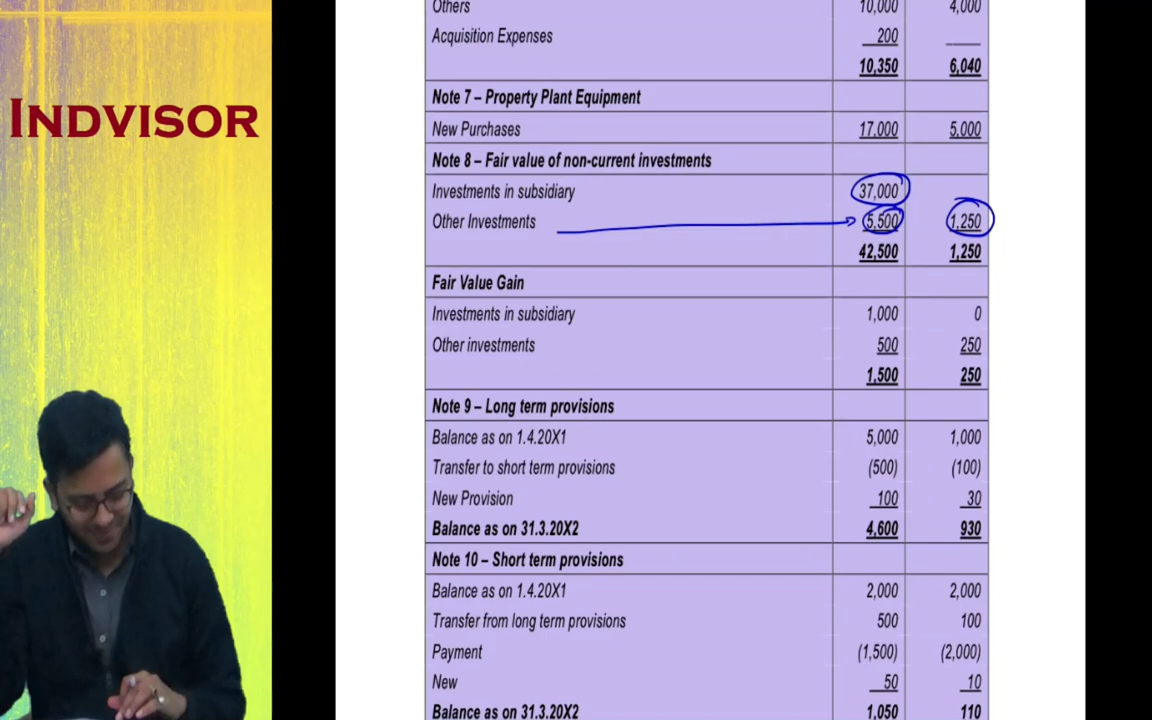 INDVISOR
Others 10,000 4,000
Acquisition Expenses 200
10,350 6,040
Note 7 – Property Plant Equipment
New Purchases 17,000 5,000
Note 8 – Fair value of non-current investments
Investments in subsidiary 37,000
Other Investments 5,500 1,250
42,500 1,250
Fair Value Gain
Investments in subsidiary 1,000 0
Other investments 500 250
1,500 250
Note 9 – Long term provisions
Balance as on 1.4.20X1 5,000 1,000
Transfer to short term provisions (500) (100)
New Provision 100 30
Balance as on 31.3.20X2 4,600 930
Note 10 – Short term provisions
Balance as on 1.4.20X1 2,000 2,000
Transfer from long term provisions 500 100
Payment (1,500) (2,000)
New 50 10
Balance as on 31.3.20X2 1,050 110